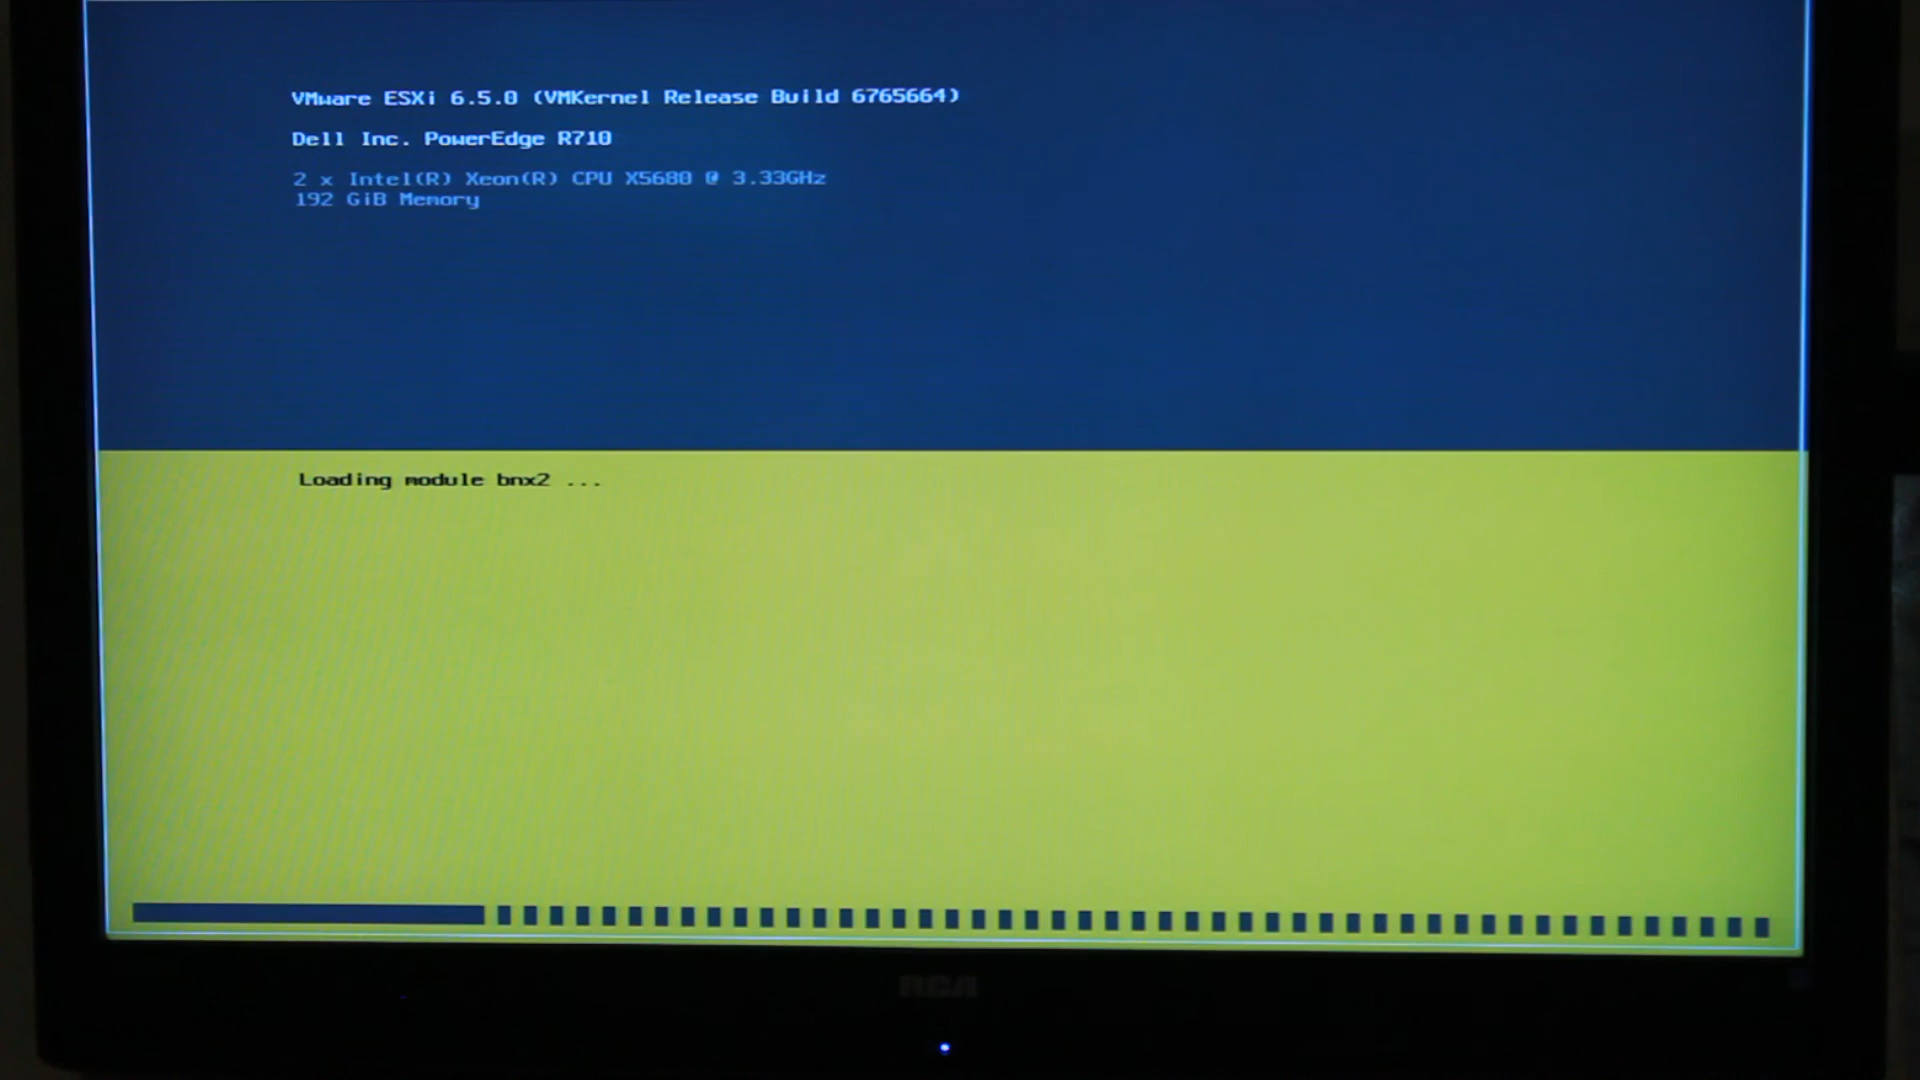 VMware ESXi 6.5.0 (VMKernel Release Build 6765664)
Dell Inc. PowerEdge R710
2 x Intel(R) Xeon(R) CPU X5680 @ 3.33GHz
192 GiB Memory
Loading module bnx2 ...
RCA